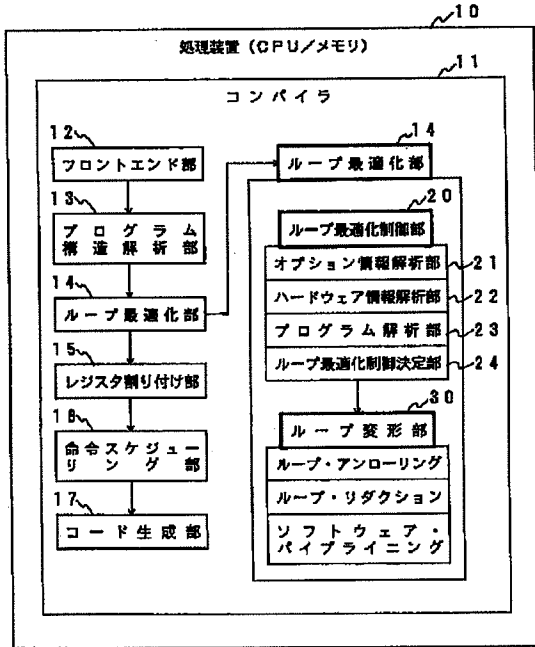 10
処理装置(CPU/メモリ)
11
コンパイラ
12
フロントエンド部
13
プログラム
構造解析部
14
ループ最適化部
15
レジスタ割り付け部
16
命令スケジュー
リング部
17
コード生成部
14
ループ最適化部
20
ループ最適化制御部
オプション情報解析部
21
ハードウェア情報解析部
22
プログラム解析部
23
ループ最適化制御決定部
24
30
ループ変形部
ループ・アンローリング
ループ・リダクション
ソフトウェア・
パイプライニング